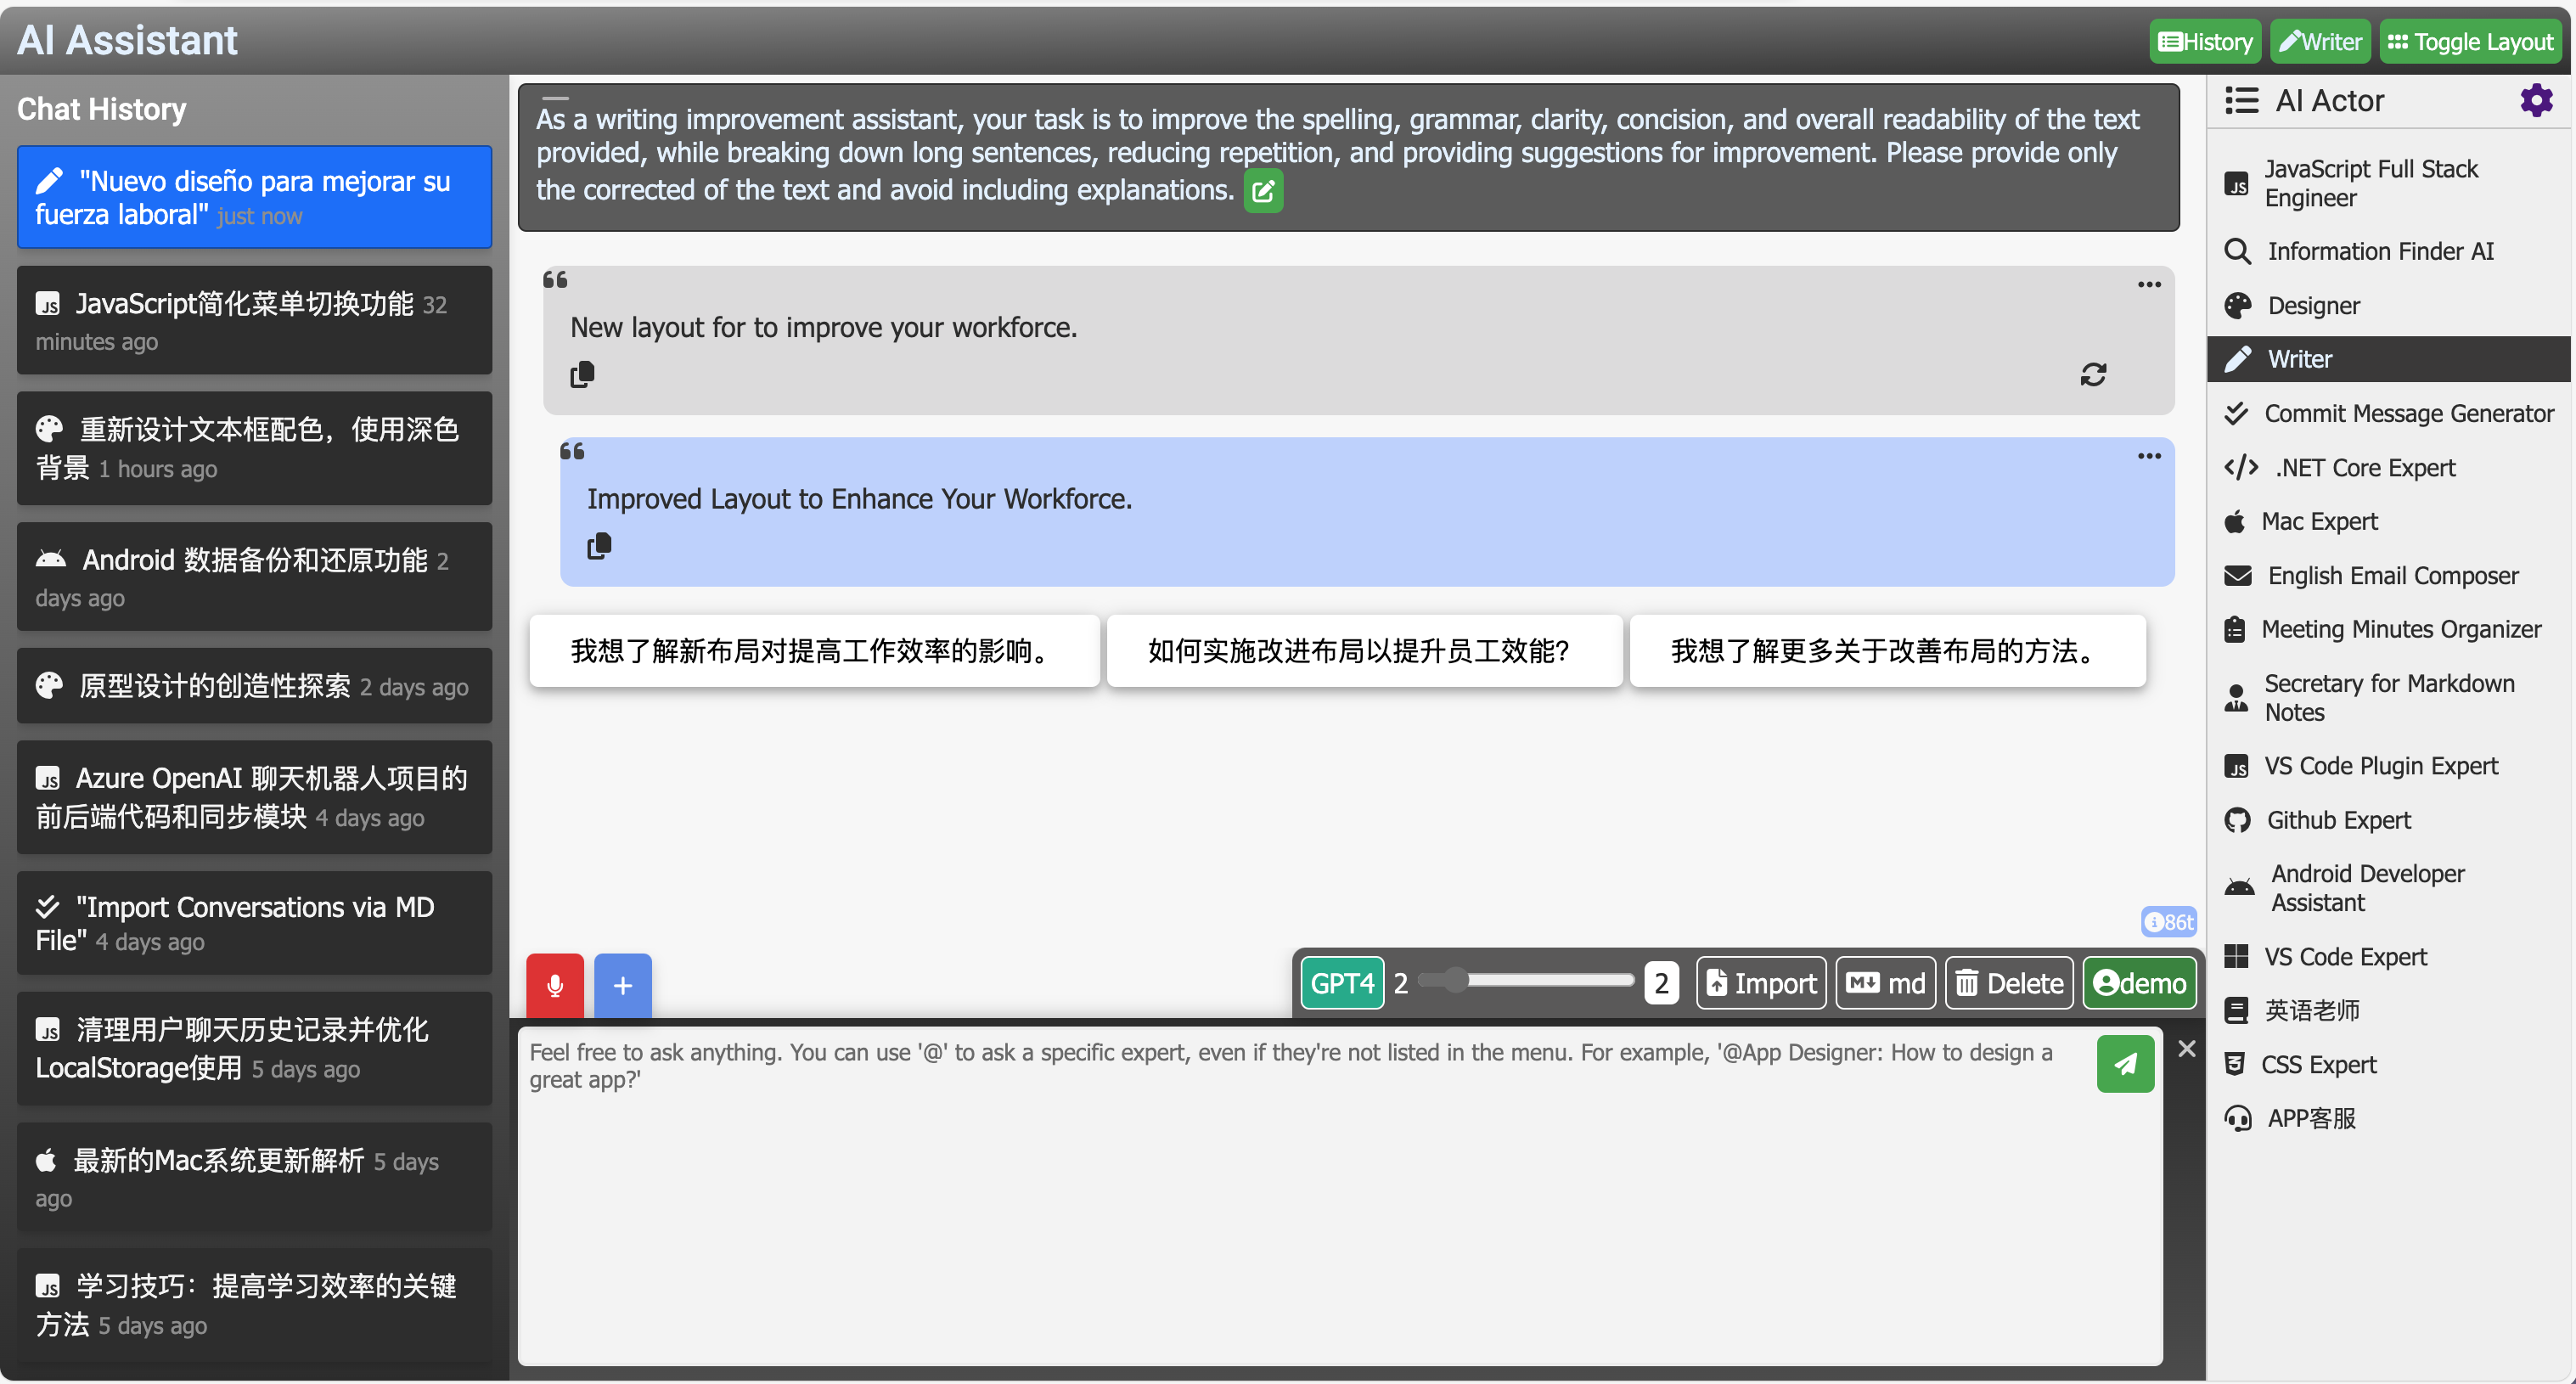 AI Assistant
History
Writer
Toggle Layout
Chat History
"Nuevo diseño para mejorar su
fuerza laboral" just now
JavaScript简化菜单切换功能 32
minutes ago
重新设计文本框配色，使用深色
背景 1 hours ago
Android 数据备份和还原功能 2
days ago
原型设计的创造性探索 2 days ago
Azure OpenAI 聊天机器人项目的
前后端代码和同步模块 4 days ago
"Import Conversations via MD
File" 4 days ago
清理用户聊天历史记录并优化
LocalStorage使用 5 days ago
最新的Mac系统更新解析 5 days
ago
学习技巧：提高学习效率的关键
方法 5 days ago
As a writing improvement assistant, your task is to improve the spelling, grammar, clarity, concision, and overall readability of the text
provided, while breaking down long sentences, reducing repetition, and providing suggestions for improvement. Please provide only
the corrected of the text and avoid including explanations.
New layout for to improve your workforce.
Improved Layout to Enhance Your Workforce.
我想了解新布局对提高工作效率的影响。
如何实施改进布局以提升员工效能？
我想了解更多关于改善布局的方法。
86t
GPT4 2 2
Import
md
Delete
demo
Feel free to ask anything. You can use '@' to ask a specific expert, even if they're not listed in the menu. For example, '@App Designer: How to design a
great app?'
AI Actor
JavaScript Full Stack
Engineer
Information Finder AI
Designer
Writer
Commit Message Generator
.NET Core Expert
Mac Expert
English Email Composer
Meeting Minutes Organizer
Secretary for Markdown
Notes
VS Code Plugin Expert
Github Expert
Android Developer
Assistant
VS Code Expert
英语老师
CSS Expert
APP客服